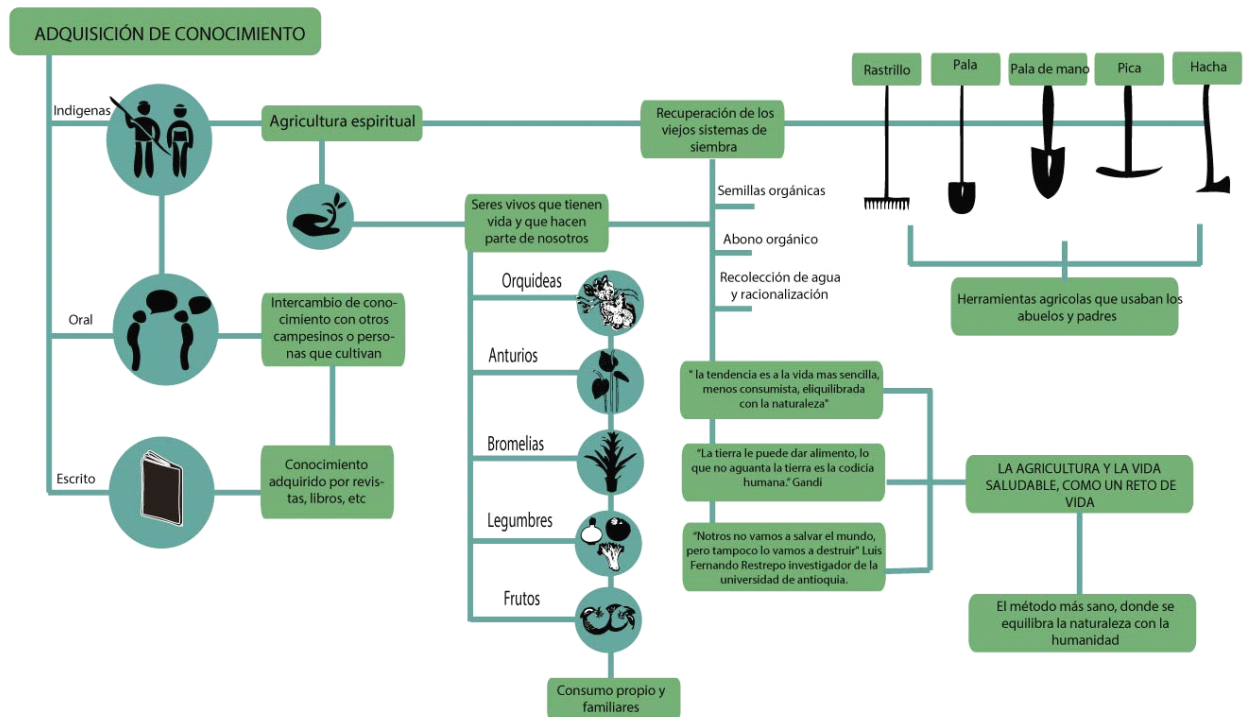 ADQUISICIÓN DE CONOCIMIENTO
Indigenas
Agricultura espiritual
Recuperación de los
viejos sistemas de
siembra
Rastrillo
Pala
Pala de mano
Pica
Hacha
Semillas orgánicas
Abono orgánico
Recolección de agua
y racionalización
Herramientas agricolas que usaban los
abuelos y padres
Seres vivos que tienen
vida y que hacen
parte de nosotros
Orquideas
Anturios
Bromelias
Legumbres
Frutos
Consumo propio y
familiares
Oral
Intercambio de cono-
cimiento con otros
campesinos o perso-
nas que cultivan
Escrito
Conocimiento
adquirido por revis-
tas, libros, etc
" la tendencia es a la vida mas sencilla,
menos consumista, eliquilibrada
con la naturaleza"
"La tierra le puede dar alimento, lo
que no aguanta la tierra es la codicia
humana." Gandi
"Notros no vamos a salvar el mundo,
pero tampoco lo vamos a destruir" Luis
Fernando Restrepo investigador de la
universidad de antioquia.
LA AGRICULTURA Y LA VIDA
SALUDABLE, COMO UN RETO DE
VIDA
El método más sano, donde se
equilibra la naturaleza con la
humanidad